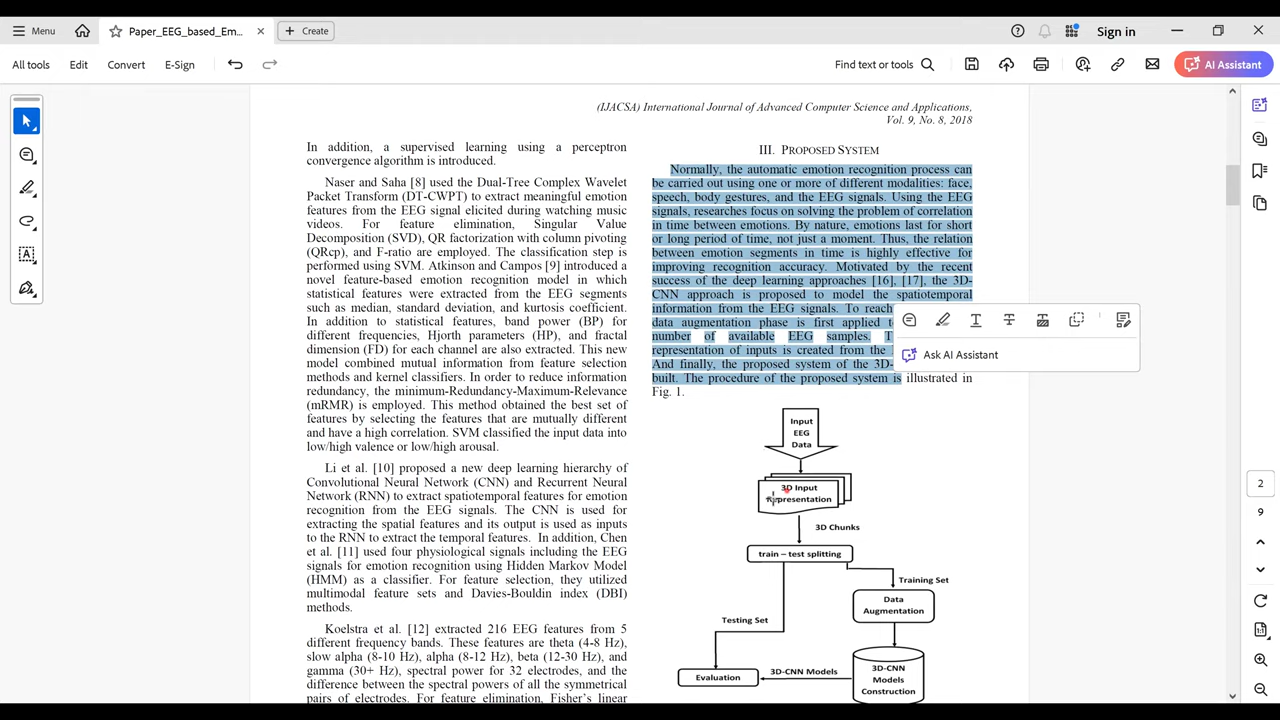 Menu
Paper_EEG_based_Em...
Create
Sign in
All tools
Edit
Convert
E-Sign
Find text or tools
AI Assistant
(IJACSA) International Journal of Advanced Computer Science and Applications,
Vol. 9, No. 8, 2018
In addition, a supervised learning using a perceptron
convergence algorithm is introduced.
Naser and Saha [8] used the Dual-Tree Complex Wavelet
Packet Transform (DT-CWPT) to extract meaningful emotion
features from the EEG signal elicited during watching music
videos. For feature elimination, Singular Value
Decomposition (SVD), QR factorization with column pivoting
(QRcp), and F-ratio are employed. The classification step is
performed using SVM. Atkinson and Campos [9] introduced a
novel feature-based emotion recognition model in which
statistical features were extracted from the EEG segments
such as median, standard deviation, and kurtosis coefficient.
In addition to statistical features, band power (BP) for
different frequencies, Hjorth parameters (HP), and fractal
dimension (FD) for each channel are also extracted. This new
model combined mutual information from feature selection
methods and kernel classifiers. In order to reduce information
redundancy, the minimum-Redundancy-Maximum-Relevance
(mRMR) is employed. This method obtained the best set of
features by selecting the features that are mutually different
and have a high correlation. SVM classified the input data into
low/high valence or low/high arousal.
Li et al. [10] proposed a new deep learning hierarchy of
Convolutional Neural Network (CNN) and Recurrent Neural
Network (RNN) to extract spatiotemporal features for emotion
recognition from the EEG signals. The CNN is used for
extracting the spatial features and its output is used as inputs
to the RNN to extract the temporal features. In addition, Chen
et al. [11] used four physiological signals including the EEG
signals for emotion recognition using Hidden Markov Model
(HMM) as a classifier. For feature selection, they utilized
multimodal feature sets and Davies-Bouldin index (DBI)
methods.
Koelstra et al. [12] extracted 216 EEG features from 5
different frequency bands. These features are theta (4-8 Hz),
slow alpha (8-10 Hz), alpha (8-12 Hz), beta (12-30 Hz), and
gamma (30+ Hz), spectral power for 32 electrodes, and the
difference between the spectral powers of all the symmetrical
pairs of electrodes. For feature elimination, Fisher's linear
III. PROPOSED SYSTEM
Normally, the automatic emotion recognition process can
be carried out using one or more of different modalities: face,
speech, body gestures, and the EEG signals. Using the EEG
signals, researches focus on solving the problem of correlation
in time between emotions. By nature, emotions last for short
or long period of time, not just a moment. Thus, the relation
between emotion segments in time is highly effective for
improving recognition accuracy. Motivated by the recent
success of the deep learning approaches [16], [17], the 3D-
CNN approach is proposed to model the spatiotemporal
information from the EEG signals. To reach
data augmentation phase is first applied t
number of available EEG samples. T
representation of inputs is created from the
And finally, the proposed system of the 3D-
built. The procedure of the proposed system is illustrated in
Fig. 1.
Ask AI Assistant
Input
EEG
Data
3D Input
Representation
3D Chunks
train – test splitting
Training Set
Data
Augmentation
Testing Set
3D-CNN Models
Evaluation
3D-CNN
Models
Construction
2
9